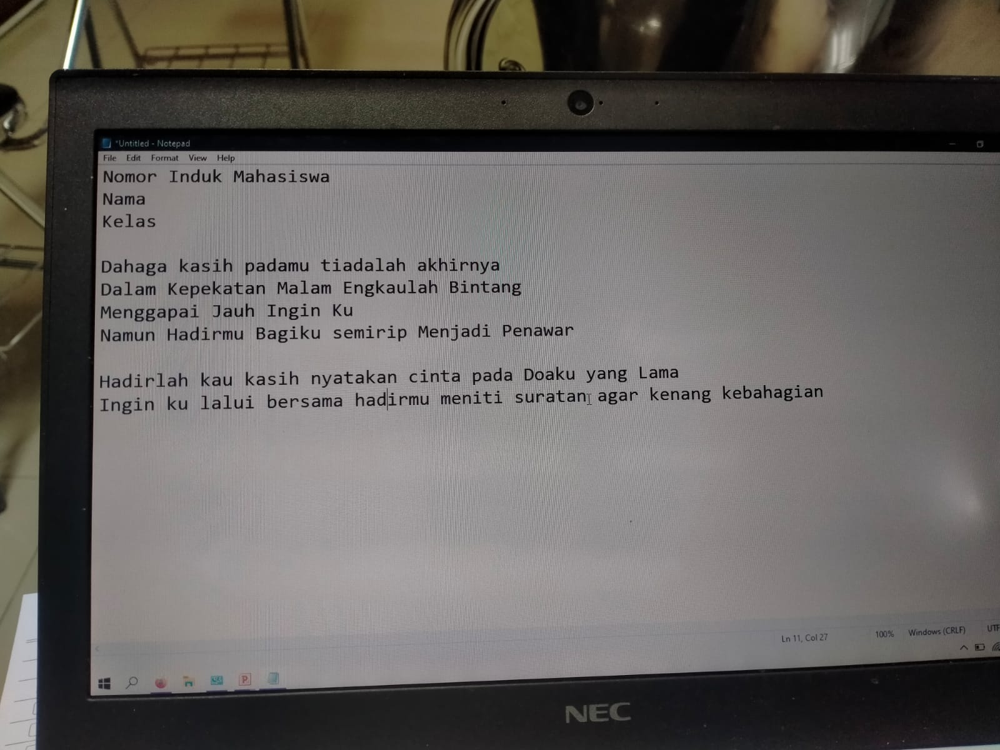 *Untitled - Notepad
File Edit Format View Help
Nomor Induk Mahasiswa
Nama
Kelas
Dahaga kasih padamu tiadalah akhirnya
Dalam Kepekatan Malam Engkaulah Bintang
Menggapai Jauh Ingin Ku
Namun Hadirmu Bagiku semirip Menjadi Penawar
Hadirlah kau kasih nyatakan cinta pada Doaku yang Lama
Ingin ku lalui bersama hadirmu meniti suratan agar kenang kebahagian
Ln 11, Col 27 100% Windows (CRLF) UTF
NEC